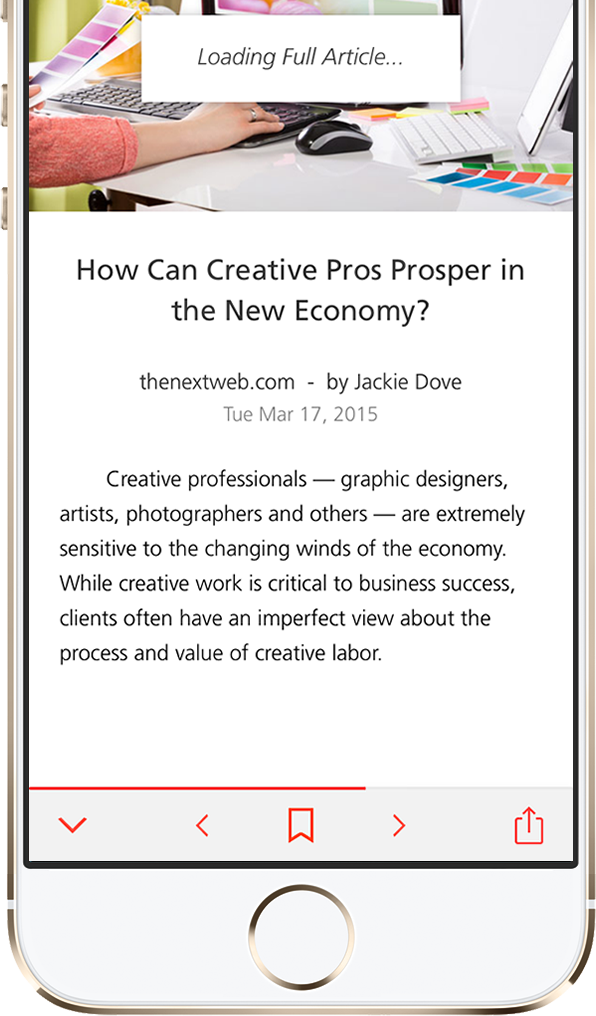 Loading Full Article...
How Can Creative Pros Prosper in
the New Economy?
thenextweb.com - by Jackie Dove
Tue Mar 17, 2015
Creative professionals — graphic designers,
artists, photographers and others — are extremely
sensitive to the changing winds of the economy.
While creative work is critical to business success,
clients often have an imperfect view about the
process and value of creative labor.